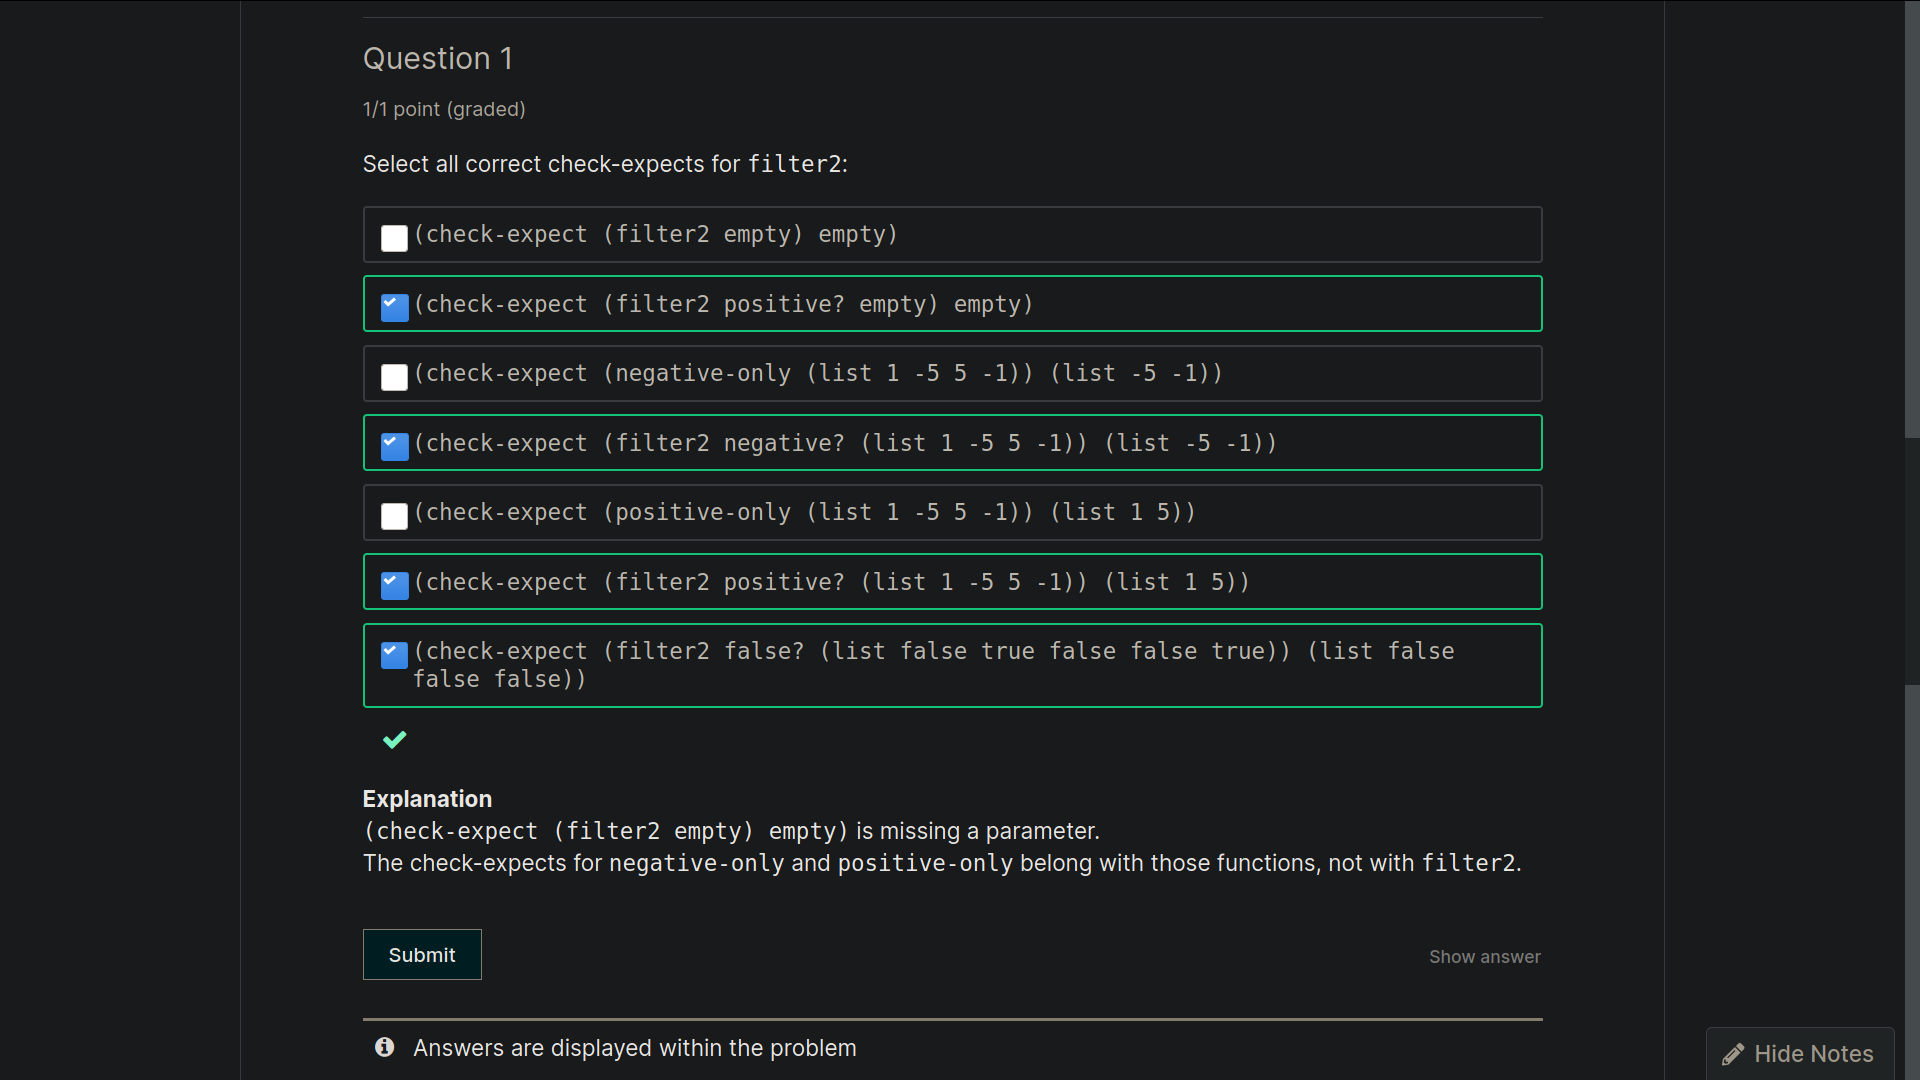 Question 1
1/1 point (graded)
Select all correct check-expects for filter2:
(check-expect (filter2 empty) empty)
(check-expect (filter2 positive? empty) empty)
(check-expect (negative-only (list 1 -5 5 -1)) (list -5 -1))
(check-expect (filter2 negative? (list 1 -5 5 -1)) (list -5 -1))
(check-expect (positive-only (list 1 -5 5 -1)) (list 1 5))
(check-expect (filter2 positive? (list 1 -5 5 -1)) (list 1 5))
(check-expect (filter2 false? (list false true false false true)) (list false
false false))
Explanation
(check-expect (filter2 empty) empty) is missing a parameter.
The check-expects for negative-only and positive-only belong with those functions, not with filter2.
Submit
Show answer
Answers are displayed within the problem
Hide Notes